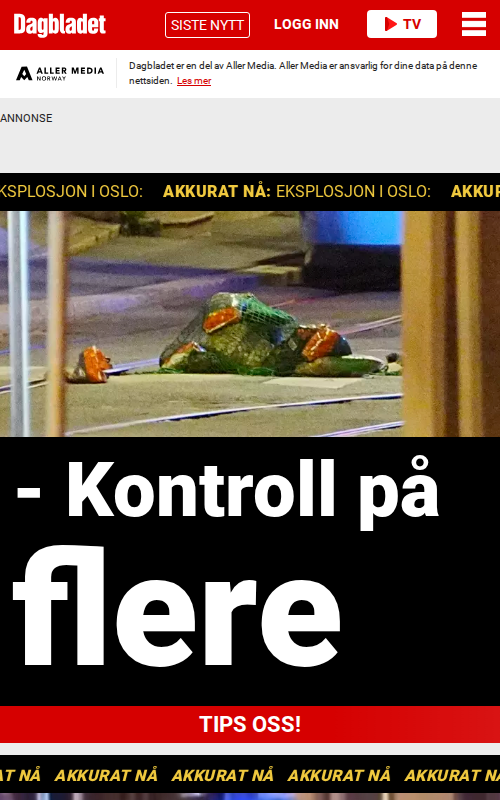 Dagbladet
SISTE NYTT
LOGG INN
TV
ALLER MEDIA
NORWAY
Dagbladet er en del av Aller Media. Aller Media er ansvarlig for dine data på denne
nettsiden. Les mer
ANNONSE
KSPLOSJON I OSLO: AKKURAT NÅ: EKSPLOSJON I OSLO: AKKUR
- Kontroll på
flere
TIPS OSS!
AT NÅ AKKURAT NÅ AKKURAT NÅ AKKURAT NÅ AKKURAT NÅ